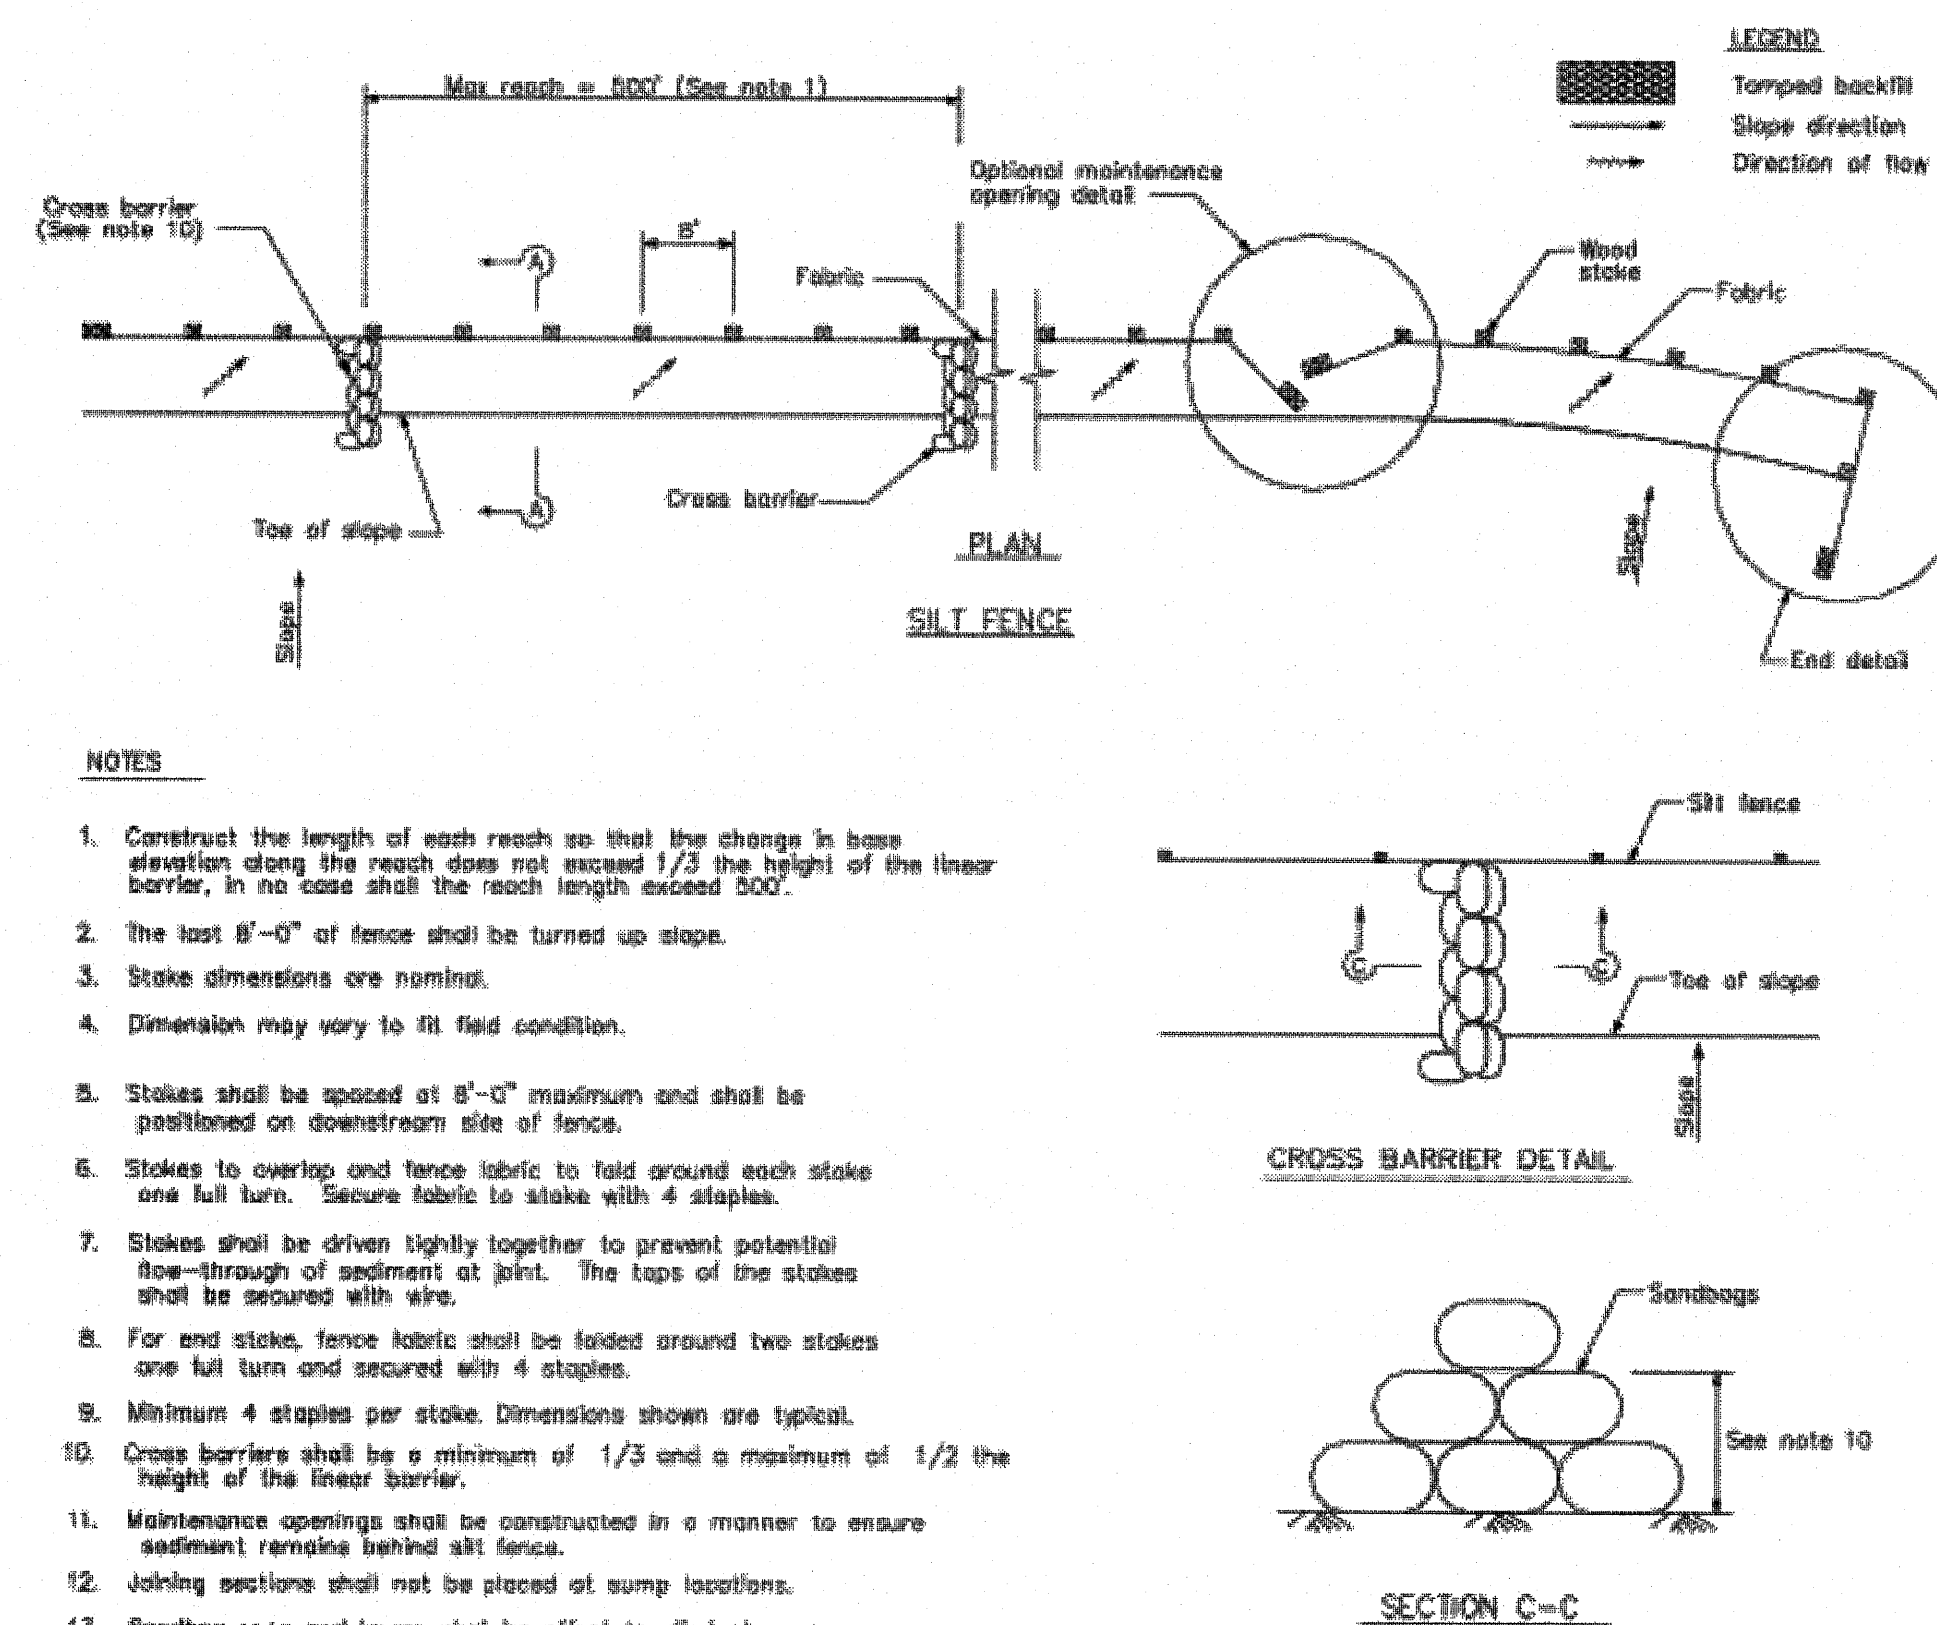 LEGEND
Tamped backfill
Slope direction
Direction of flow
Max reach = 500' (See note 1)
Optional maintenance
opening detail
Cross barrier
(See note 10)
8'
A
Fabric
Wood
stake
Fabric
Cross barrier
A
Toe of slope
PLAN
Slope
Slope
SILT FENCE
End detail
NOTES
1. Construct the length of each reach so that the change in base
elevation along the reach does not exceed 1/3 the height of the linear
barrier, in no case shall the reach length exceed 500'.
2. The last 8'-0" of fence shall be turned up slope.
3. Stake dimensions are nominal.
4. Dimension may vary to fit field condition.
5. Stakes shall be spaced at 8'-0" maximum and shall be
positioned on downstream side of fence.
6. Stakes to overlap and fence fabric to fold around each stake
one full turn. Secure fabric to stake with 4 staples.
7. Stakes shall be driven tightly together to prevent potential
flow-through of sediment at joint. The tops of the stakes
shall be secured with wire.
8. For end stake, fence fabric shall be folded around two stakes
one full turn and secured with 4 staples.
9. Minimum 4 staples per stake. Dimensions shown are typical.
10. Cross barriers shall be a minimum of 1/3 and a maximum of 1/2 the
height of the linear barrier.
11. Maintenance openings shall be constructed in a manner to ensure
sediment remains behind silt fence.
12. Joining sections shall not be placed at sump locations.
13.
Silt fence
C
C
Toe of slope
Slope
CROSS BARRIER DETAIL
Sandbags
See note 10
SECTION C-C